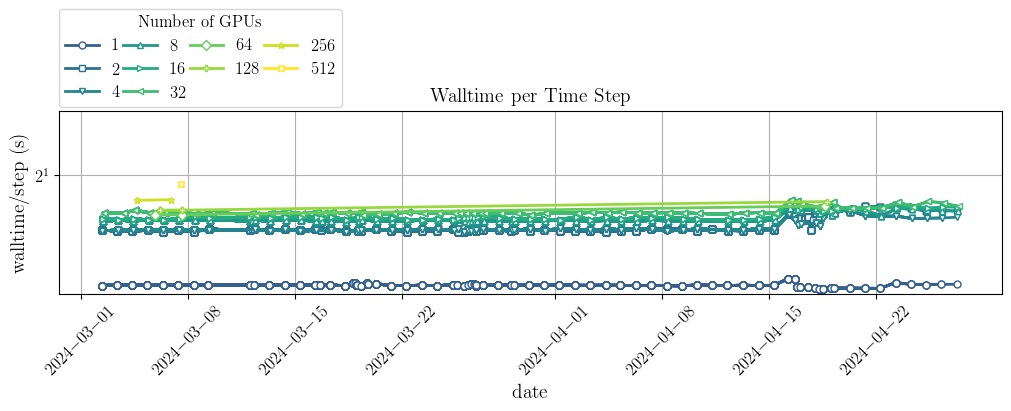 Number of GPUs
1 8 64 256
2 16 128 512
4 32
Walltime per Time Step
walltime/step (s)
2¹
2024−03−01 2024−03−08 2024−03−15 2024−03−22 2024−04−01 2024−04−08 2024−04−15 2024−04−22
date